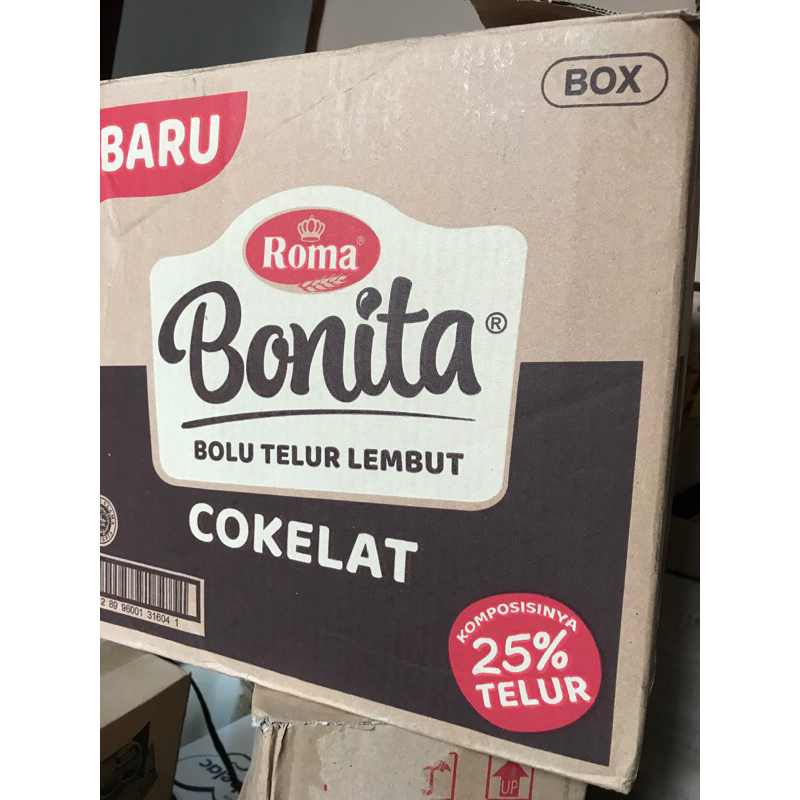 BOX
BARU
Roma®
Bonita®
BOLU TELUR LEMBUT
COKELAT
2 89 96001 31604 1
KOMPOSISINYA
25%
TELUR
UP